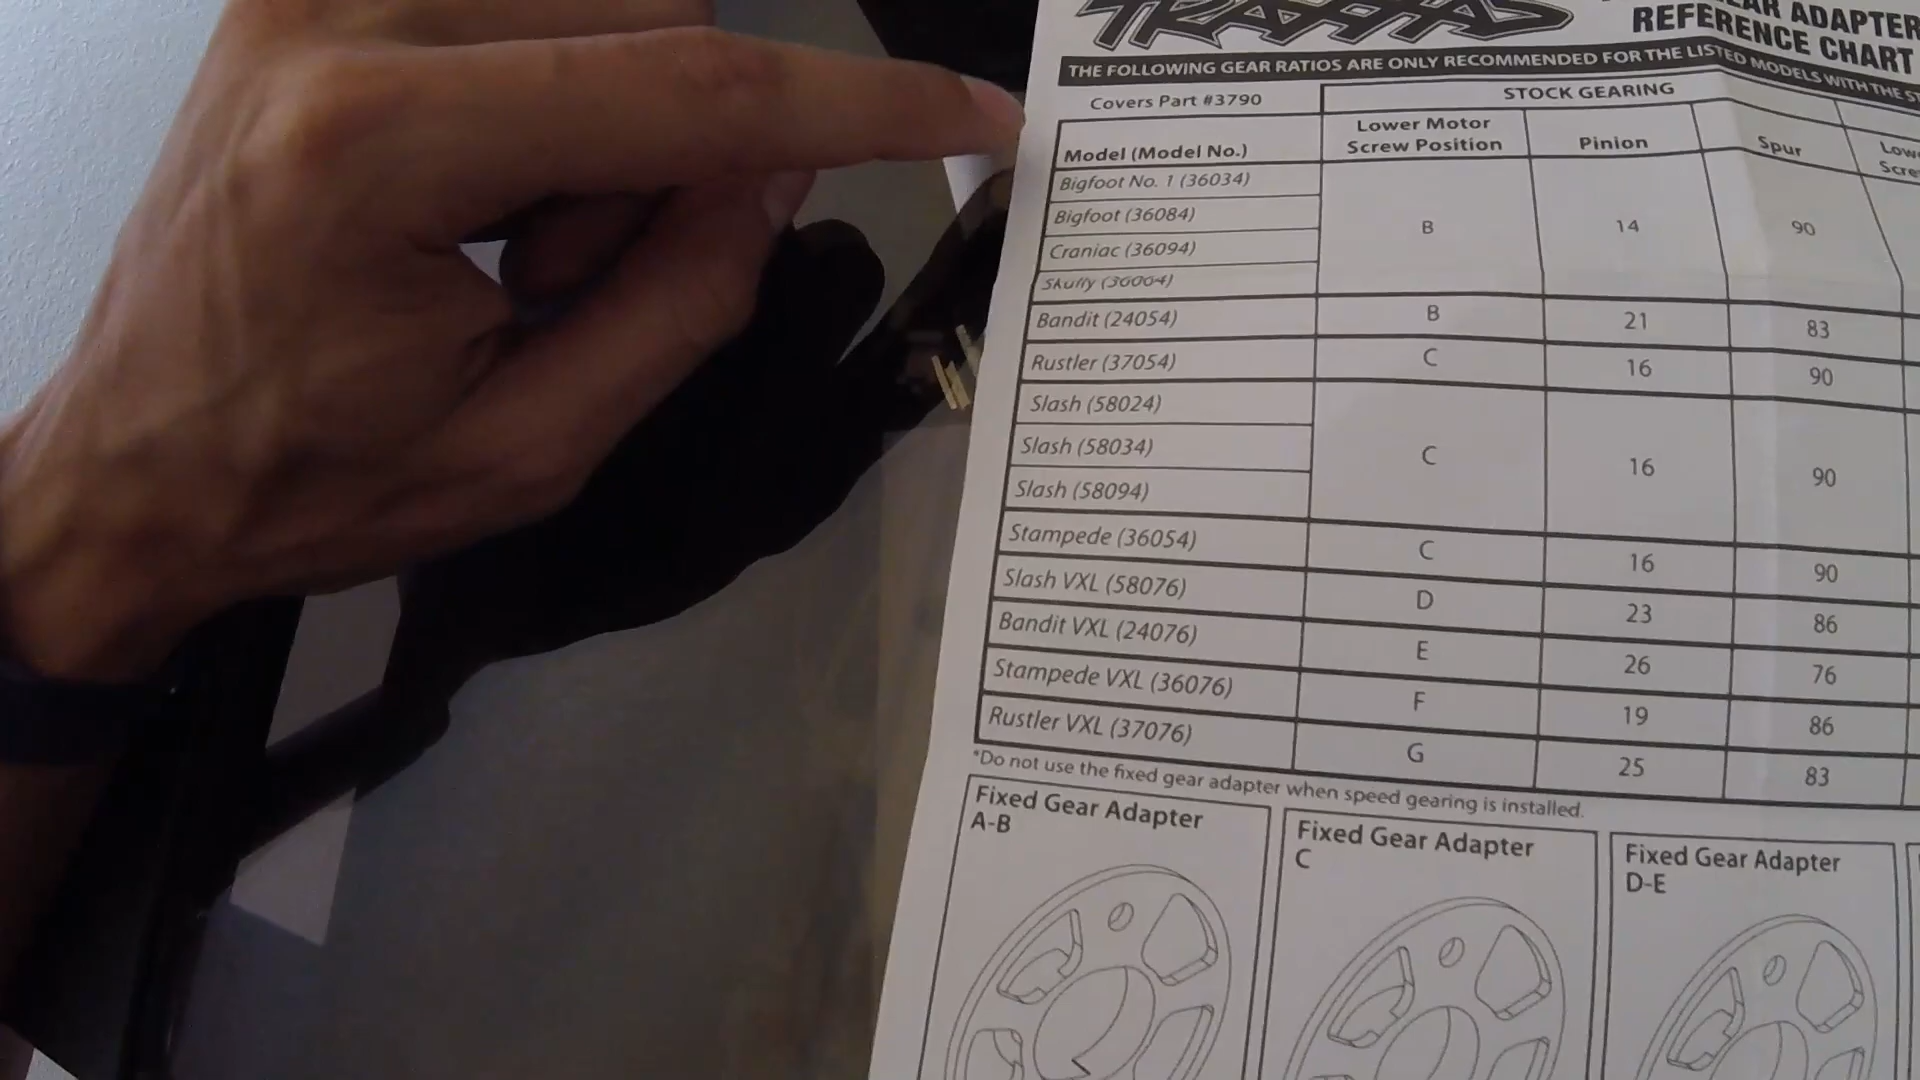 TRAXXAS
GEAR ADAPTER
REFERENCE CHART
THE FOLLOWING GEAR RATIOS ARE ONLY RECOMMENDED FOR THE LISTED MODELS WITH THE
Covers Part #3790 STOCK GEARING
Model (Model No.) Lower Motor Screw Position Pinion Spur
Bigfoot No. 1 (36034) B 14 90
Bigfoot (36084)
Craniac (36094)
Skully (36064)
Bandit (24054) B 21 83
Rustler (37054) C 16 90
Slash (58024) C 16 90
Slash (58034)
Slash (58094)
Stampede (36054) C 16 90
Slash VXL (58076) D 23 86
Bandit VXL (24076) E 26 76
Stampede VXL (36076) F 19 86
Rustler VXL (37076) G 25 83
*Do not use the fixed gear adapter when speed gearing is installed.
Fixed Gear Adapter
A-B
Fixed Gear Adapter
C
Fixed Gear Adapter
D-E